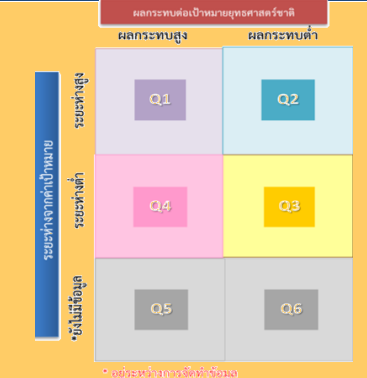 ผลกระทบต่อเป้าหมายยุทธศาสตร์ชาติ
ผลกระทบสูง ผลกระทบต่ำ
ระยะห่างจากค่าเป้าหมาย
ระยะห่างสูง
Q1 Q2
ระยะห่างต่ำ
Q4 Q3
*ยังไม่มีข้อมูล
Q5 Q6
* อยู่ระหว่างการจัดทำข้อมูล